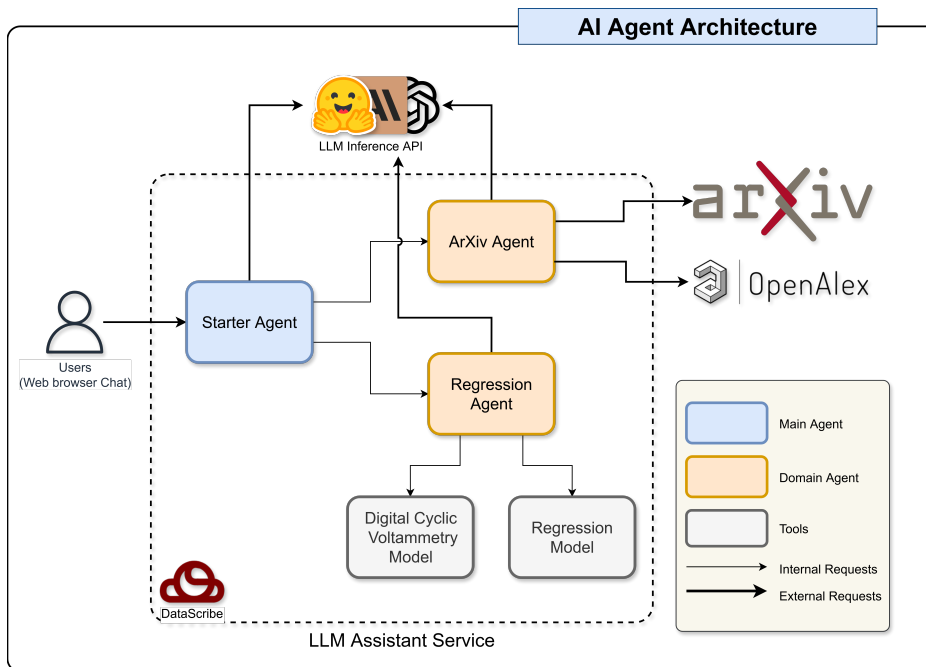 AI Agent Architecture
LLM Inference API
arXiv
ArXiv Agent
OpenAlex
Starter Agent
Users
(Web browser Chat)
Regression
Agent
Digital Cyclic
Voltammetry
Model
Regression
Model
DataScribe
LLM Assistant Service
Main Agent
Domain Agent
Tools
Internal Requests
External Requests